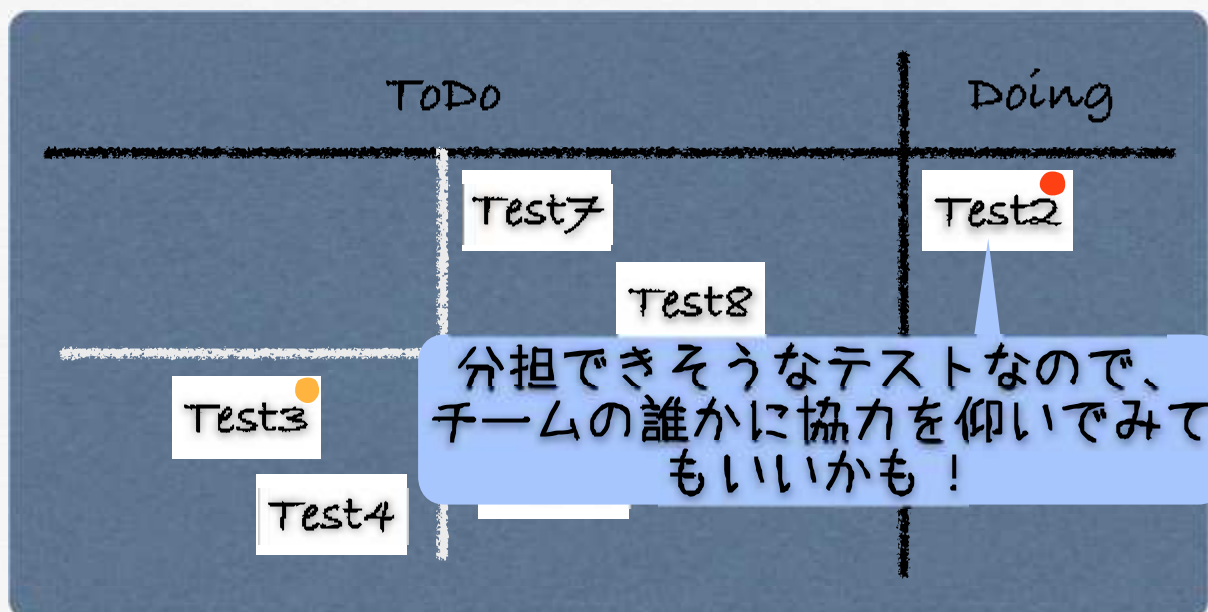 ToDo
Doing
Test7
Test2
Test8
分担できそうなテストなので、
チームの誰かに協力を仰いでみて
もいいかも！
Test3
Test4